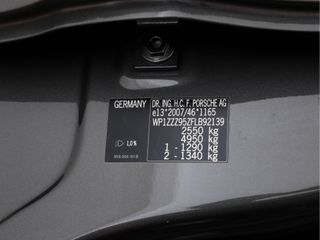 GERMANY
DR. ING. H.C. F. PORSCHE AG
e13*2007/46*1165
WP1ZZZ95ZFLB92139
2550 kg
4950 kg
1 - 1290 kg
2 - 1340 kg
1,0%